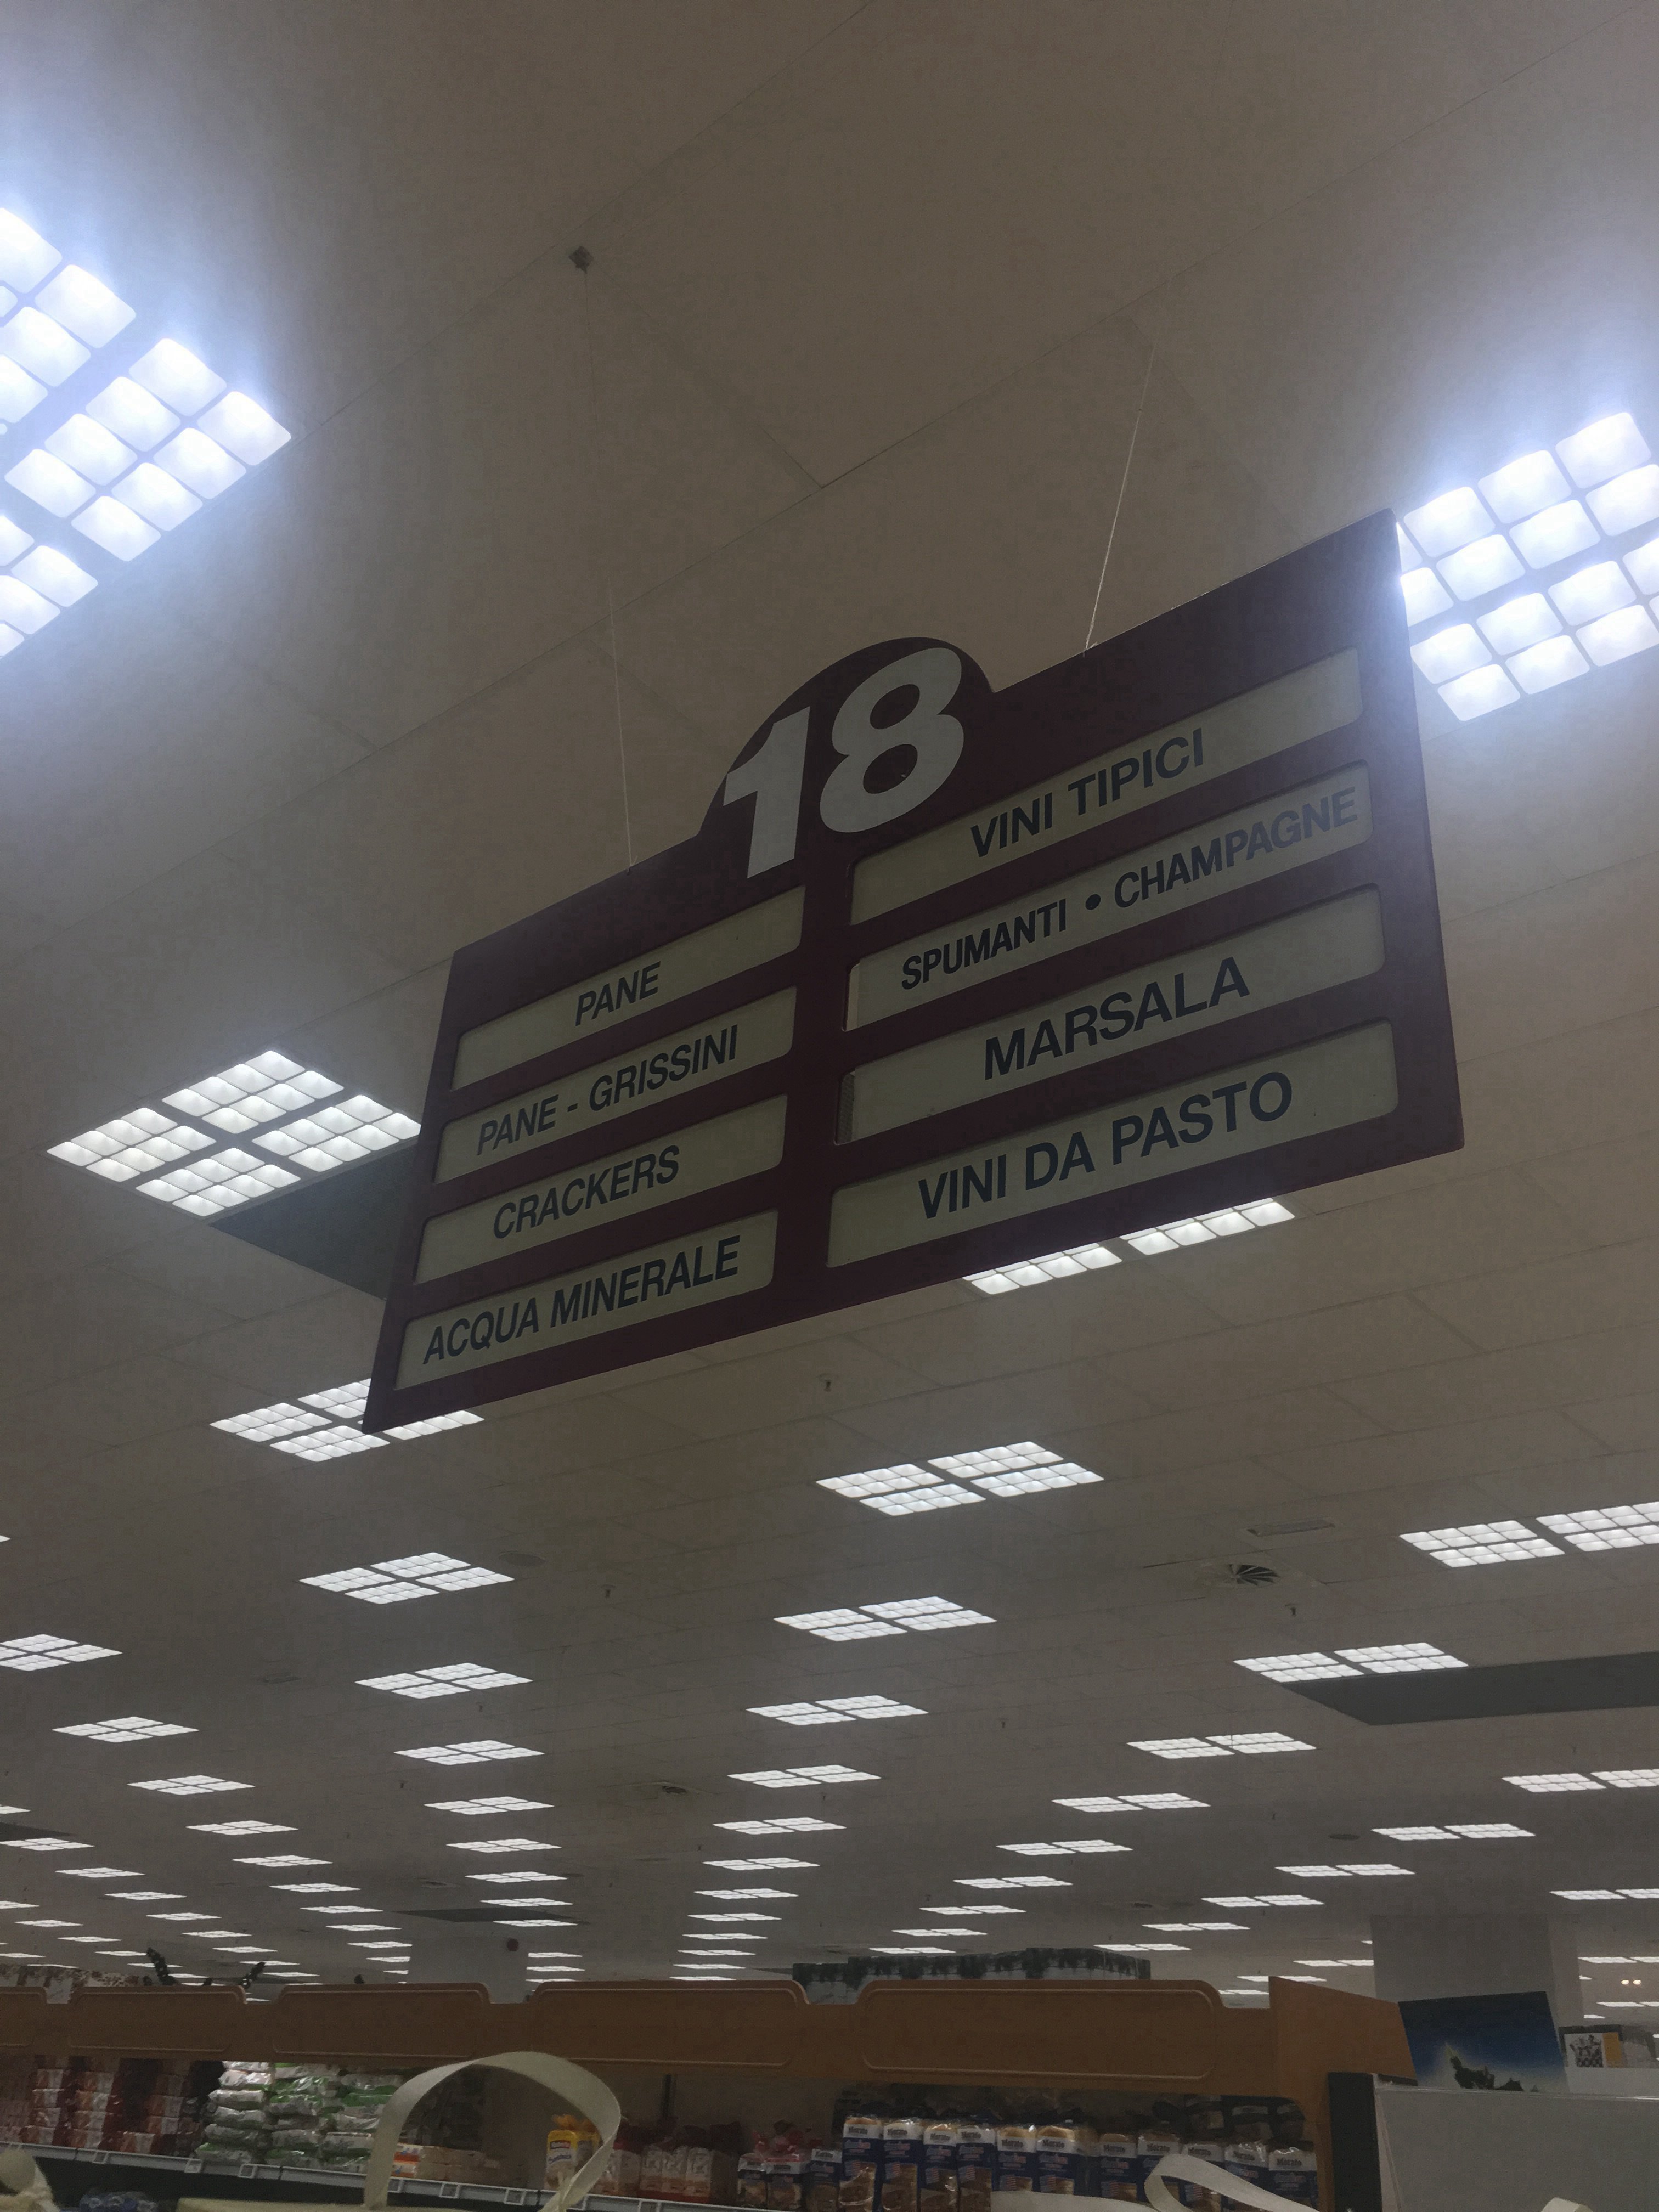 18
PANE
PANE - GRISSINI
CRACKERS
ACQUA MINERALE
VINI TIPICI
SPUMANTI • CHAMPAGNE
MARSALA
VINI DA PASTO